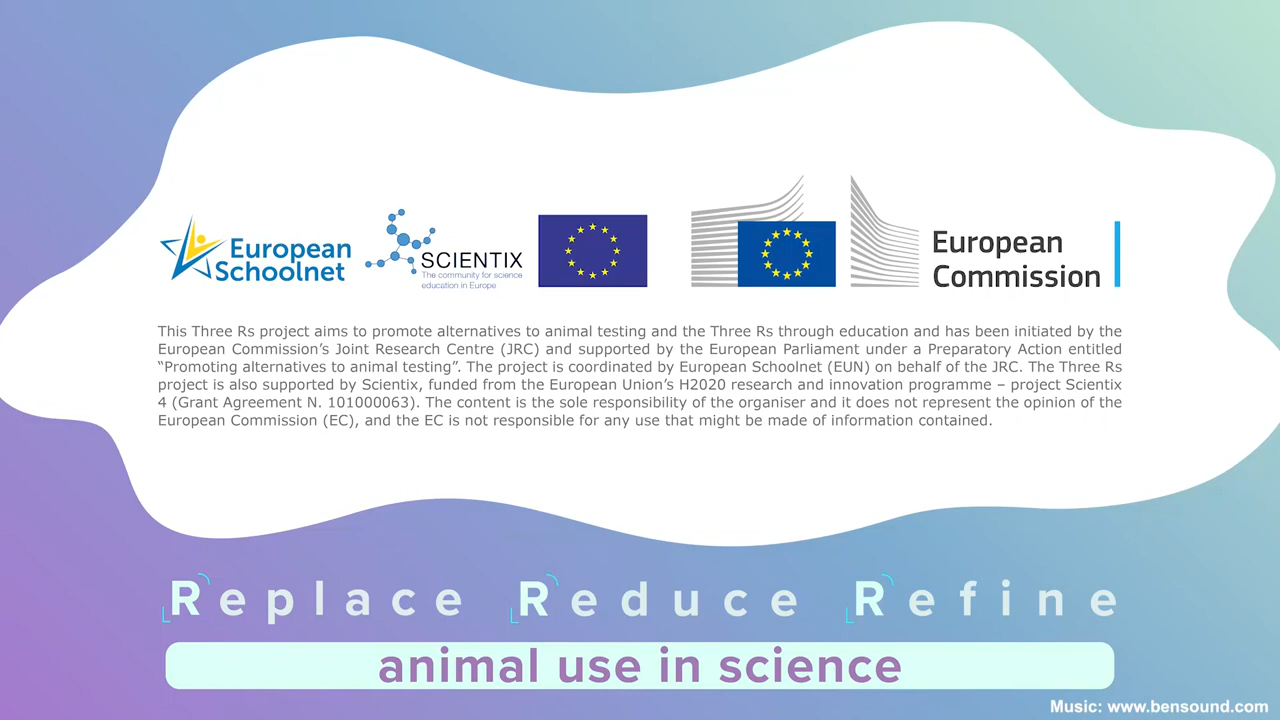 European
Schoolnet
SCIENTIX
The community for science
education in Europe
European
Commission
This Three Rs project aims to promote alternatives to animal testing and the Three Rs through education and has been initiated by the
European Commission's Joint Research Centre (JRC) and supported by the European Parliament under a Preparatory Action entitled
“Promoting alternatives to animal testing”. The project is coordinated by European Schoolnet (EUN) on behalf of the JRC. The Three Rs
project is also supported by Scientix, funded from the European Union's H2020 research and innovation programme – project Scientix
4 (Grant Agreement N. 101000063). The content is the sole responsibility of the organiser and it does not represent the opinion of the
European Commission (EC), and the EC is not responsible for any use that might be made of information contained.
Replace Reduce Refine
animal use in science
Music: www.bensound.com